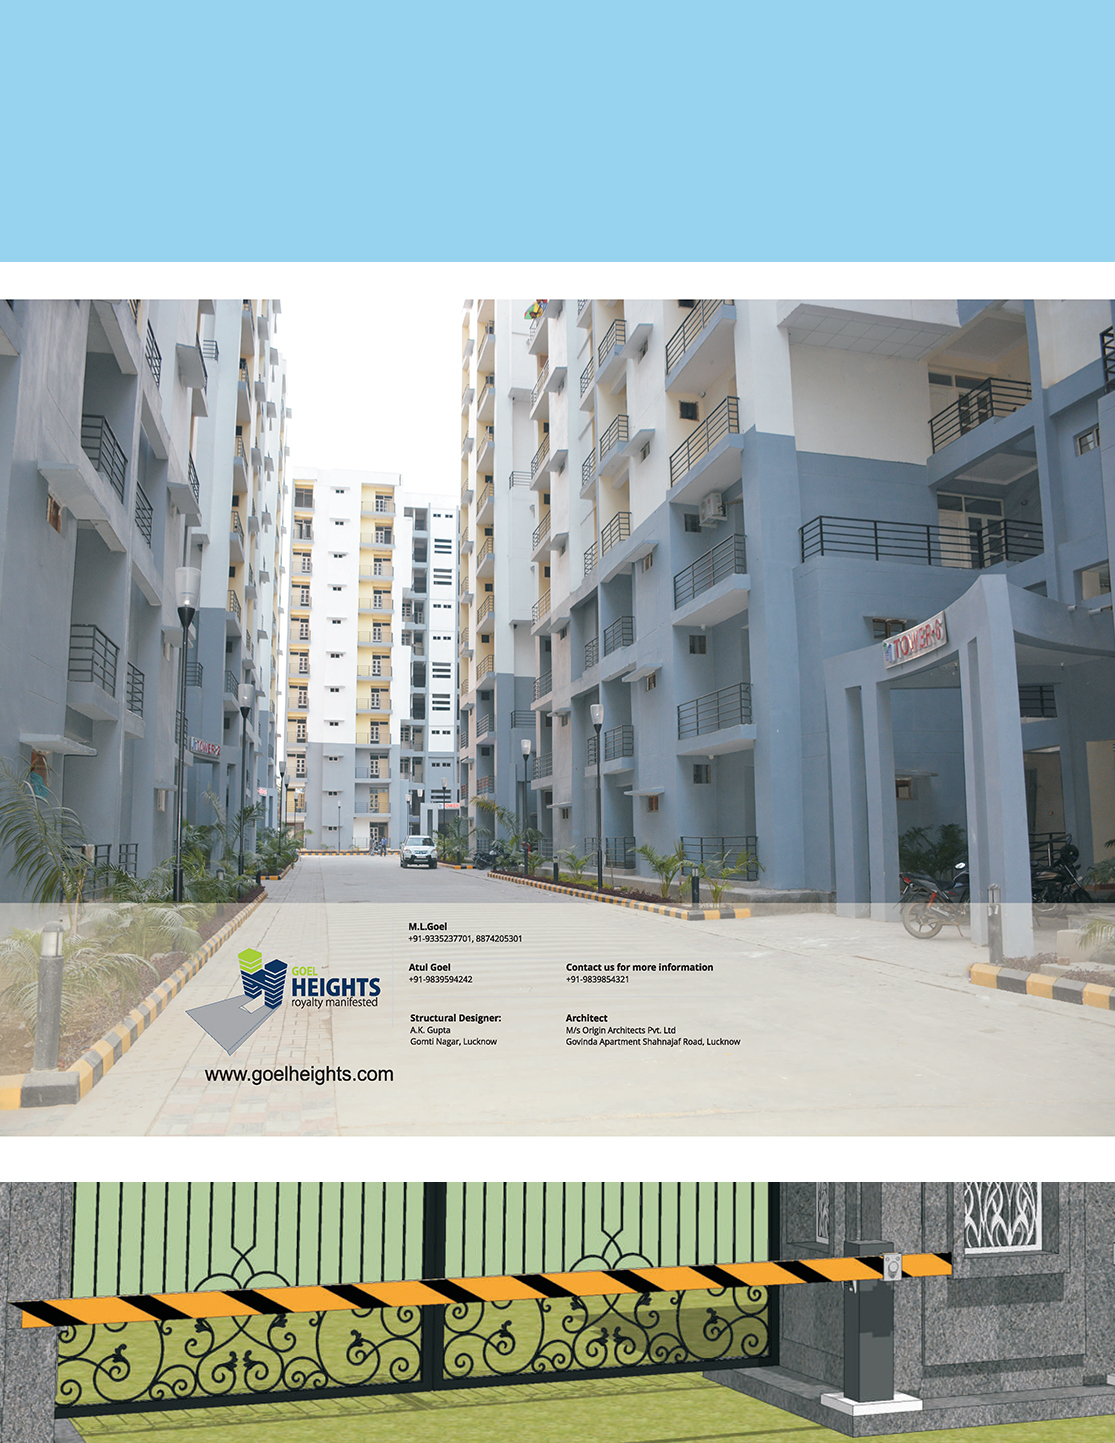 TOWER-6
M.L.Goel
+91-9335237701, 8874205301
Atul Goel
+91-9839594242
Contact us for more information
+91-9839854321
GOEL
HEIGHTS
royalty manifested
Structural Designer:
A.K. Gupta
Gomti Nagar, Lucknow
Architect
M/s Origin Architects Pvt. Ltd
Govinda Apartment Shahnajaf Road, Lucknow
www.goelheights.com